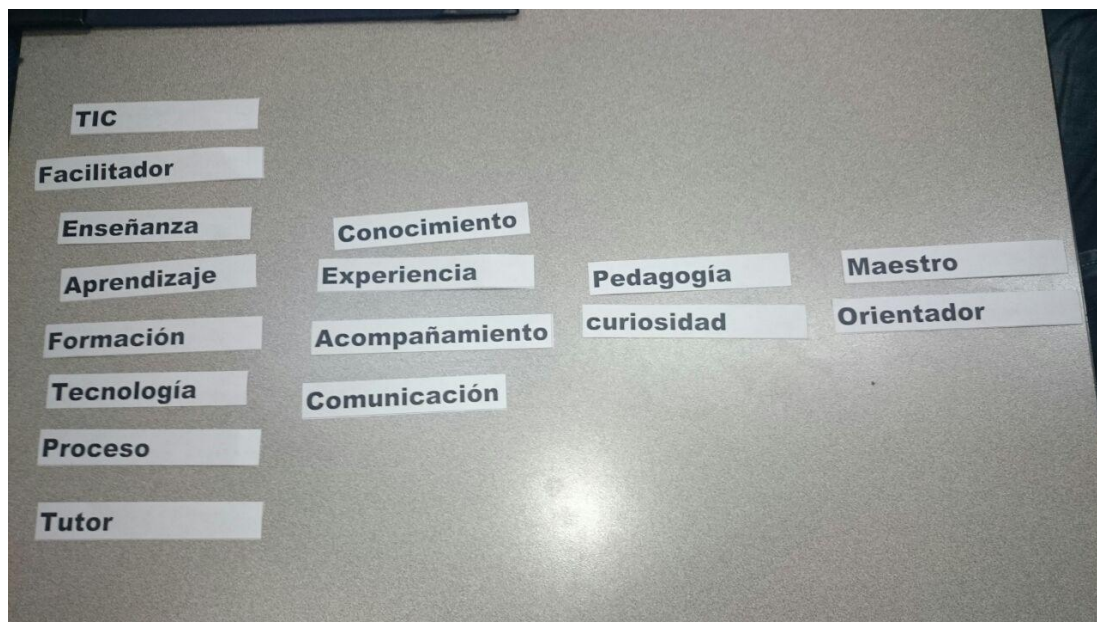 TIC
Facilitador
Enseñanza
Aprendizaje
Formación
Tecnología
Proceso
Tutor
Conocimiento
Experiencia
Acompañamiento
Comunicación
Pedagogía
curiosidad
Maestro
Orientador